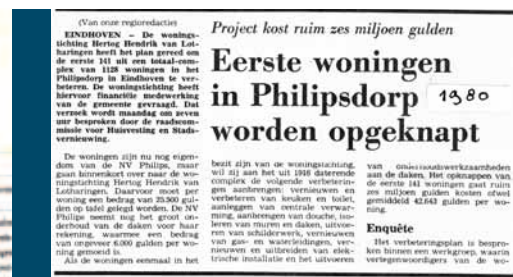 (Van onze regioredactie)
EINDHOVEN – De wonings-
tichting Hertog Hendrik van Lot-
haringen heeft het plan gereed om
de eerste 141 uit een totaal-com-
plex van 1128 woningen in het
Philipsdorp in Eindhoven te ver-
beteren. De woningstichting heeft
hiervoor financiële medewerking
van de gemeente gevraagd. Dat
verzoek wordt maandag om zeven
uur besproken door de raadscom-
missie voor Huisvesting en Stads-
vernieuwing.
De woningen zijn nu nog eigen-
dom van de NV Philips, maar
gaan binnenkort over naar de wo-
ningstichting Hertog Hendrik van
Lotharingen. Daarvoor moet per
woning een bedrag van 25.500 gul-
den op tafel gelegd worden. De NV
Philips neemt nog het groot on-
derhoud van de daken voor haar
rekening, waarmee een bedrag
van ongeveer 6.000 gulden per wo-
ning gemoeid is.
Als de woningen eenmaal in het
Project kost ruim zes miljoen gulden
Eerste woningen
in Philipsdorp 1980
worden opgeknapt
bezit zijn van de woningstichting,
wil zij aan het uit 1916 daterende
complex de volgende verbeterin-
gen aanbrengen: vernieuwen en
verbeteren van keuken en toilet,
aanleggen van centrale verwar-
ming, aanbrengen van douche, iso-
leren van muren en daken, uitvoe-
ren van schilderwerk, vernieuwen
van gas- en waterleidingen, ver-
nieuwen en uitbreiden van elek-
trische installatie en het uitvoeren
van onderhoudswerkzaamheden
aan de daken. Het opknappen van
de eerste 141 woningen gaat ruim
zes miljoen gulden kosten ofwel
gemiddeld 42.643 gulden per wo-
ning.
Enquête
Het verbeteringsplan is bespro-
ken binnen een werkgroep, waarin
vertegenwoordigers van de wo-